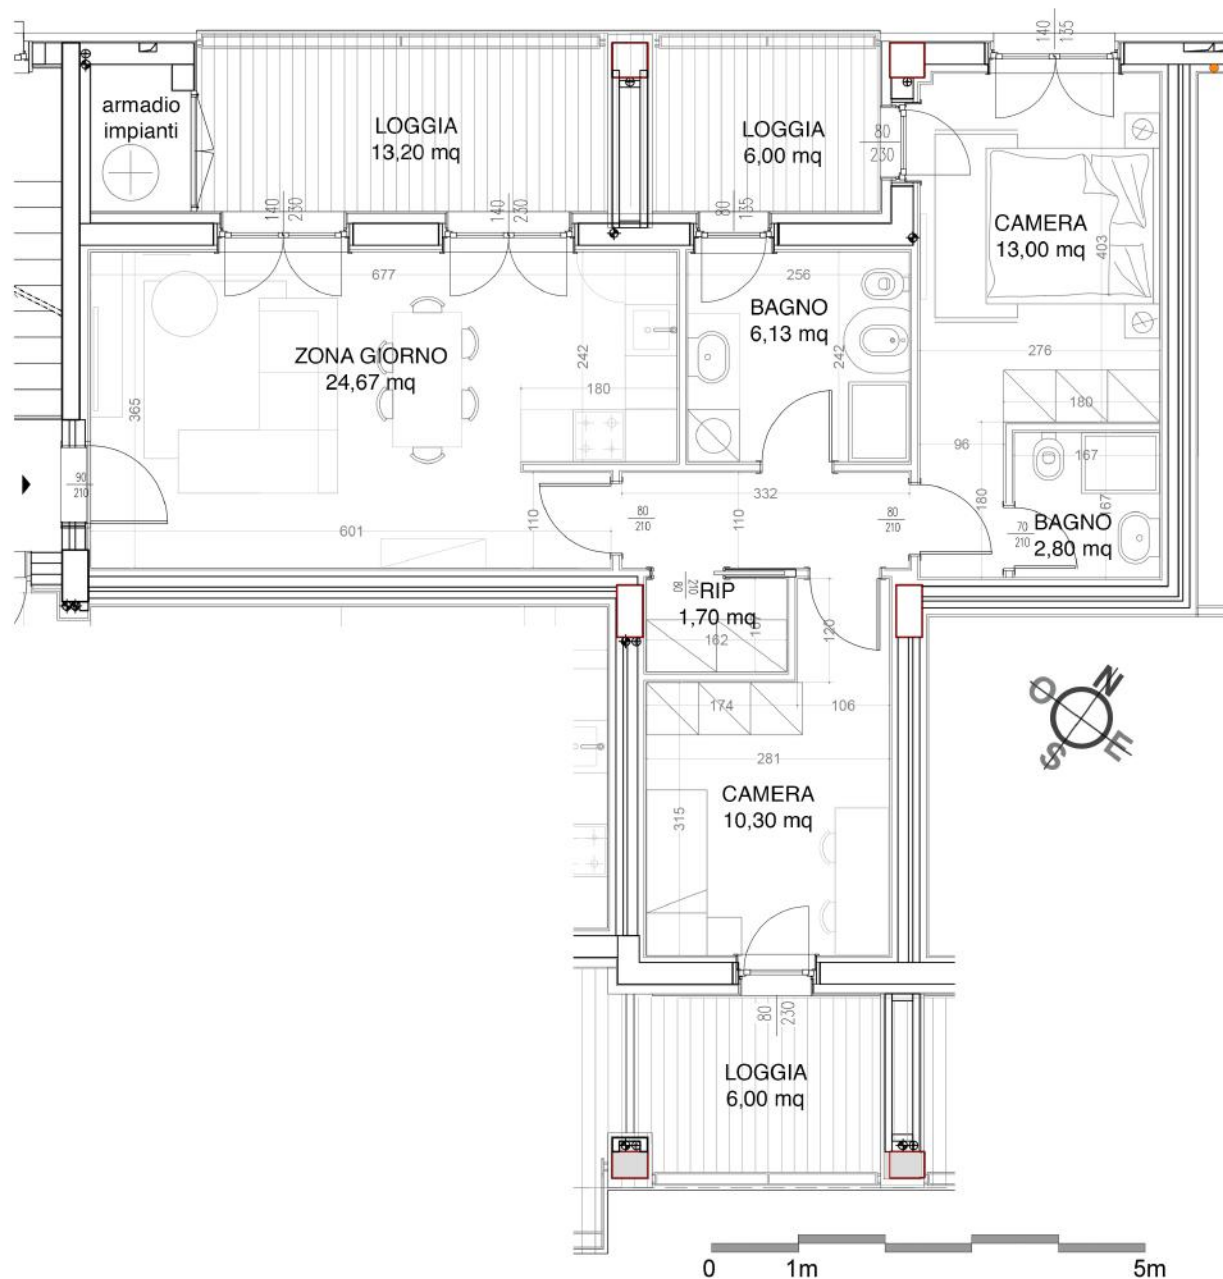 140
135
armadio
impianti
LOGGIA
13,20 mq
LOGGIA
6,00 mq
80
230
CAMERA
13,00 mq
403
140
230
140
230
80
135
677
256
BAGNO
6,13 mq
ZONA GIORNO
24,67 mq
242
242
180
365
276
180
96
167
90
210
332
110
80
210
110
80
210
180
167
70
210
BAGNO
2,80 mq
601
80
210
RIP
1,70 mq
107
162
120
174
106
281
CAMERA
10,30 mq
315
N
O
E
S
80
230
LOGGIA
6,00 mq
0
1m
5m